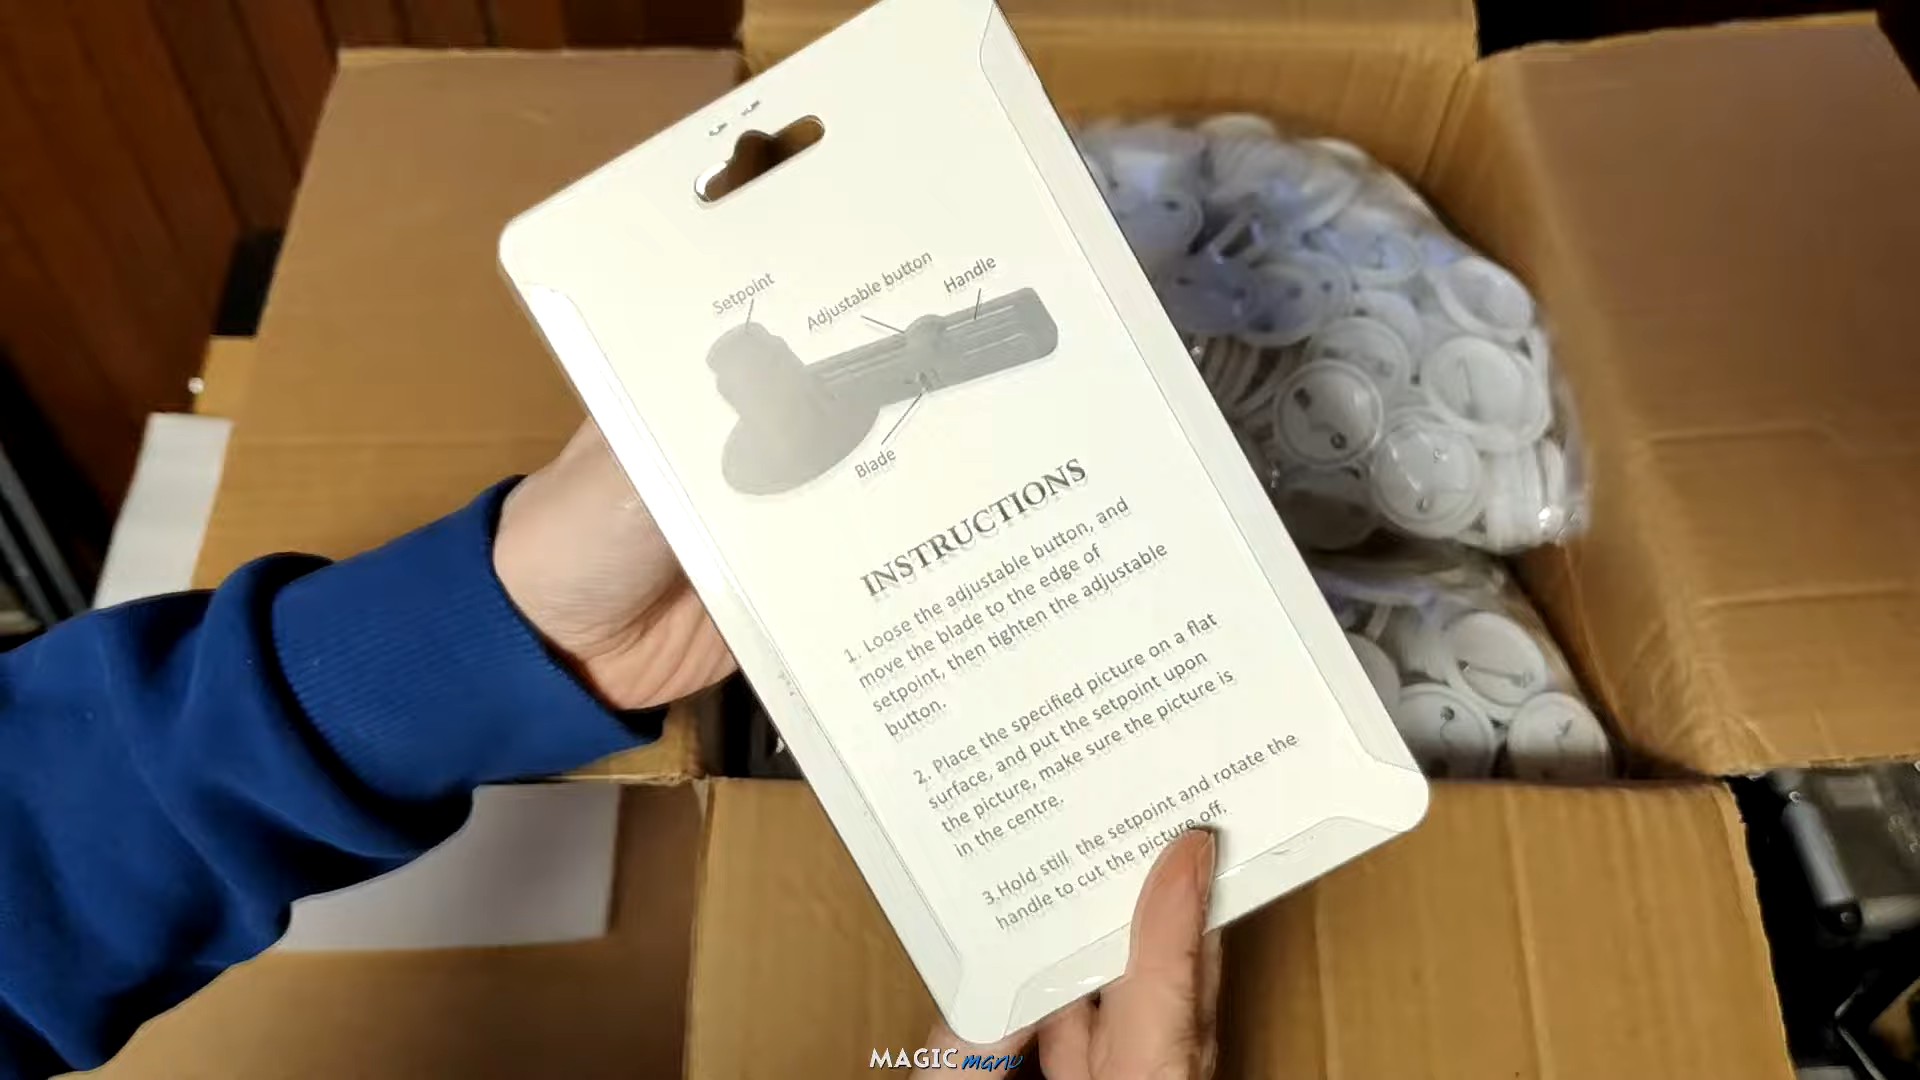 Setpoint
Adjustable button
Handle
Blade
INSTRUCTIONS
1. Loose the adjustable button, and
move the blade to the edge of
setpoint, then tighten the adjustable
button.
2. Place the specified picture on a flat
surface, and put the setpoint upon
the picture, make sure the picture is
in the centre.
3.Hold still the setpoint and rotate the
handle to cut the picture off.
MAGIC manu